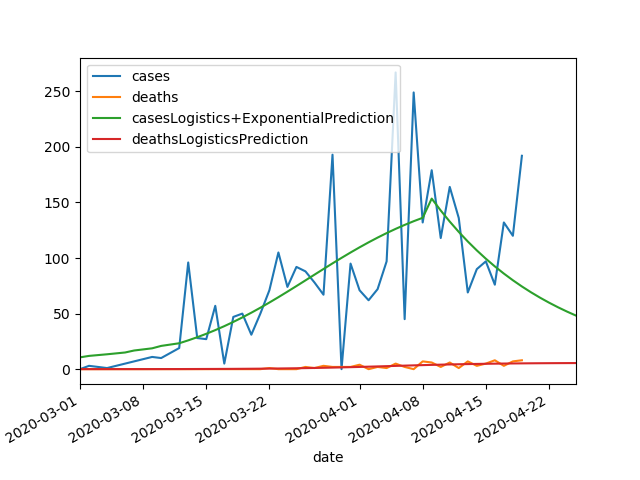 cases
deaths
casesLogistics+ExponentialPrediction
deathsLogisticsPrediction
250
200
150
100
50
0
2020-03-01
2020-03-08
2020-03-15
2020-03-22
2020-04-01
2020-04-08
2020-04-15
2020-04-22
date